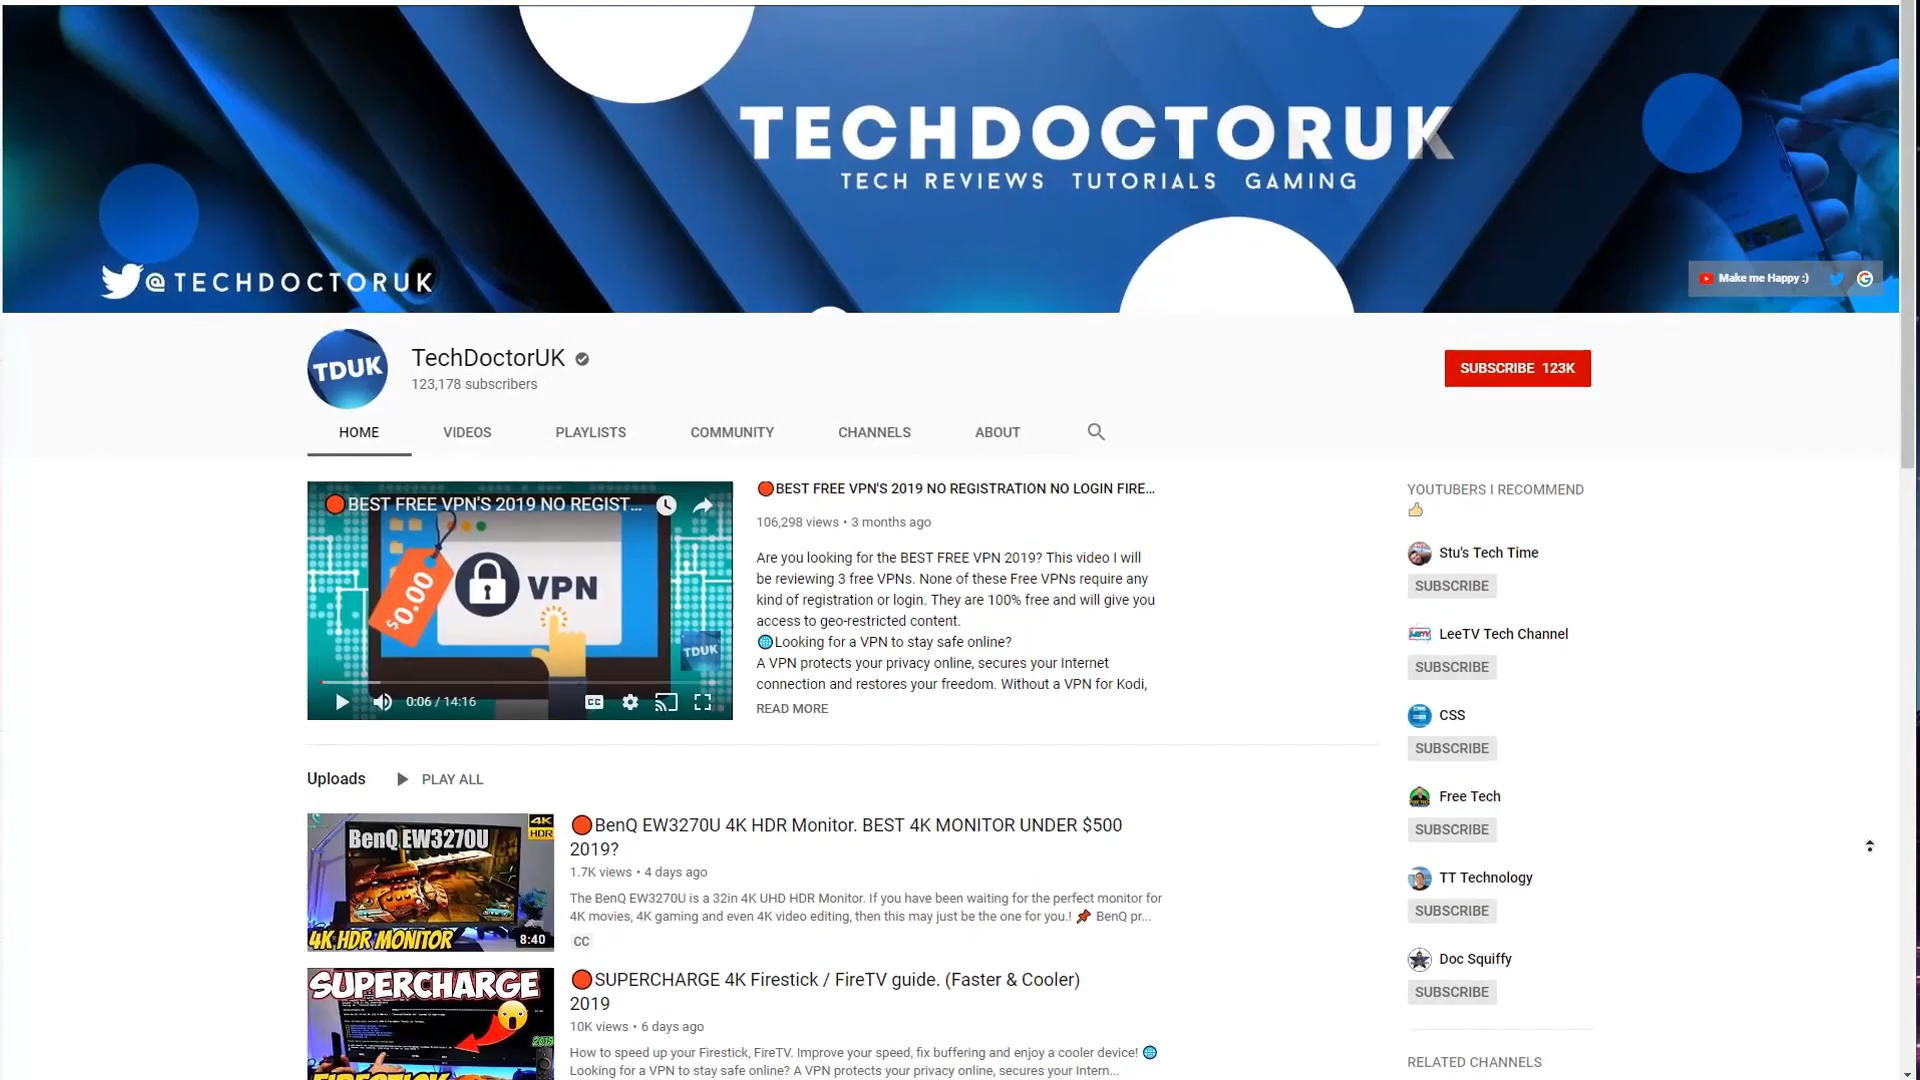 TECHDOCTORUK
TECH REVIEWS TUTORIALS GAMING
@TECHDOCTORUK
Make me Happy :)
TDUK
TechDoctorUK
123,178 subscribers
SUBSCRIBE 123K
HOME VIDEOS PLAYLISTS COMMUNITY CHANNELS ABOUT
BEST FREE VPN'S 2019 NO REGIST...
$0.00
VPN
TDUK
0:06 / 14:16
CC
BEST FREE VPN'S 2019 NO REGISTRATION NO LOGIN FIRE...
106,298 views • 3 months ago
Are you looking for the BEST FREE VPN 2019? This video I will
be reviewing 3 free VPNs. None of these Free VPNs require any
kind of registration or login. They are 100% free and will give you
access to geo-restricted content.
🌐Looking for a VPN to stay safe online?
A VPN protects your privacy online, secures your Internet
connection and restores your freedom. Without a VPN for Kodi,
READ MORE
YOUTUBERS I RECOMMEND
👍
Stu's Tech Time
SUBSCRIBE
LeeTV Tech Channel
SUBSCRIBE
CSS
SUBSCRIBE
Free Tech
SUBSCRIBE
TT Technology
SUBSCRIBE
Doc Squiffy
SUBSCRIBE
RELATED CHANNELS
Uploads PLAY ALL
BenQ EW3270U
4K
HDR
4K HDR MONITOR
8:40
🔴BenQ EW3270U 4K HDR Monitor. BEST 4K MONITOR UNDER $500
2019?
1.7K views • 4 days ago
The BenQ EW3270U is a 32in 4K UHD HDR Monitor. If you have been waiting for the perfect monitor for
4K movies, 4K gaming and even 4K video editing, then this may just be the one for you.! 📌 BenQ pr...
CC
SUPERCHARGE
FIRESTICK
🔴SUPERCHARGE 4K Firestick / FireTV guide. (Faster & Cooler)
2019
10K views • 6 days ago
How to speed up your Firestick, FireTV. Improve your speed, fix buffering and enjoy a cooler device! 🌐
Looking for a VPN to stay safe online? A VPN protects your privacy online, secures your Intern...